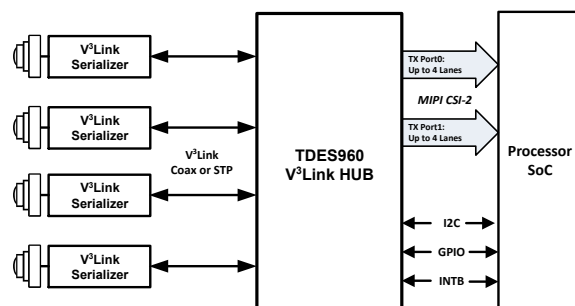 V³Link
Serializer
V³Link
Serializer
V³Link
Coax or STP
V³Link
Serializer
V³Link
Serializer
TDES960
V³Link HUB
TX Port0:
Up to 4 Lanes
MIPI CSI-2
TX Port1:
Up to 4 Lanes
I2C
GPIO
INTB
Processor
SoC